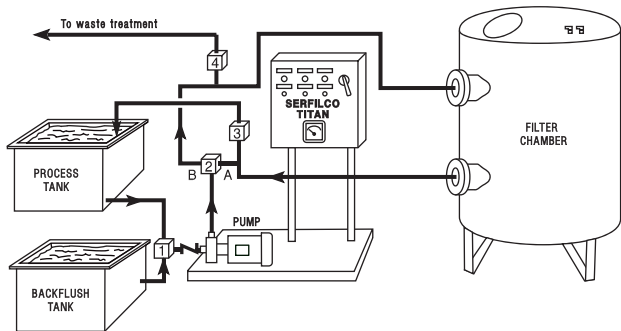 To waste treatment
4
SERFILCO
TITAN
3
FILTER
CHAMBER
PROCESS
TANK
B
2
A
PUMP
1
BACKFLUSH
TANK